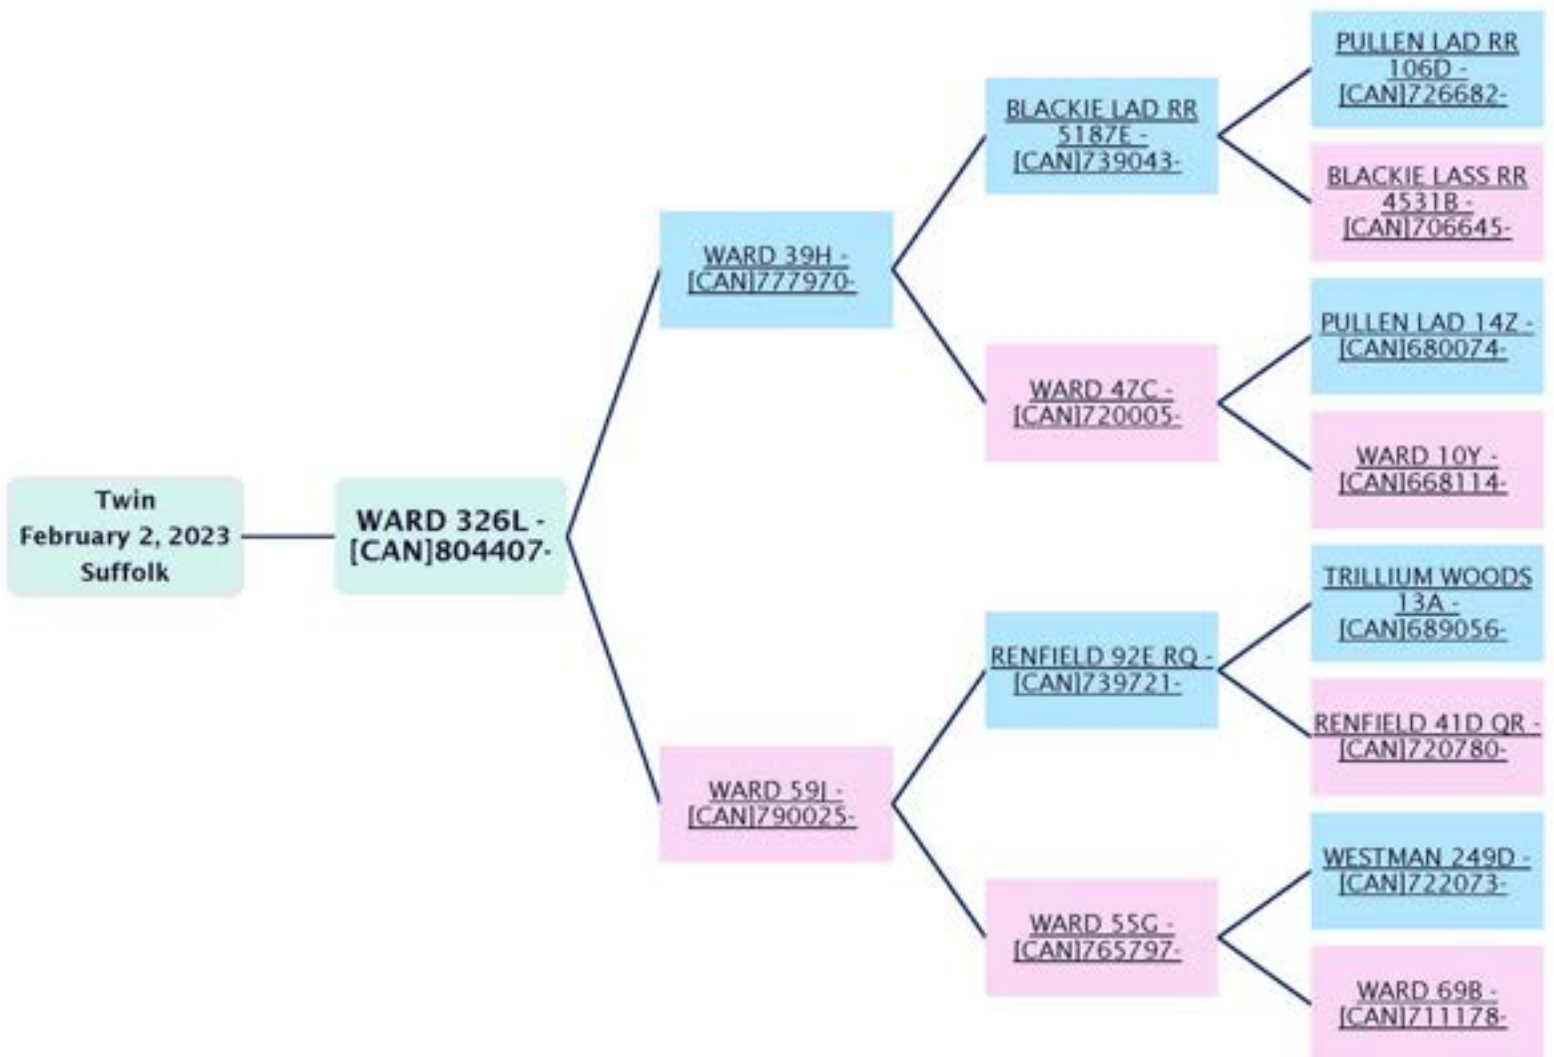 Twin
February 2, 2023
Suffolk
WARD 326L -
[CAN]804407-
WARD 39H -
[CAN]777970-
WARD 59J -
[CAN]790025-
BLACKIE LAD RR
5187E -
[CAN]739043-
WARD 47C -
[CAN]720005-
RENFIELD 92E RQ -
[CAN]739721-
WARD 55G -
[CAN]765797-
PULLEN LAD RR
106D -
[CAN]726682-
BLACKIE LASS RR
4531B -
[CAN]706645-
PULLEN LAD 14Z -
[CAN]680074-
WARD 10Y -
[CAN]668114-
TRILLIUM WOODS
13A -
[CAN]689056-
RENFIELD 41D QR -
[CAN]720780-
WESTMAN 249D -
[CAN]722073-
WARD 69B -
[CAN]711178-